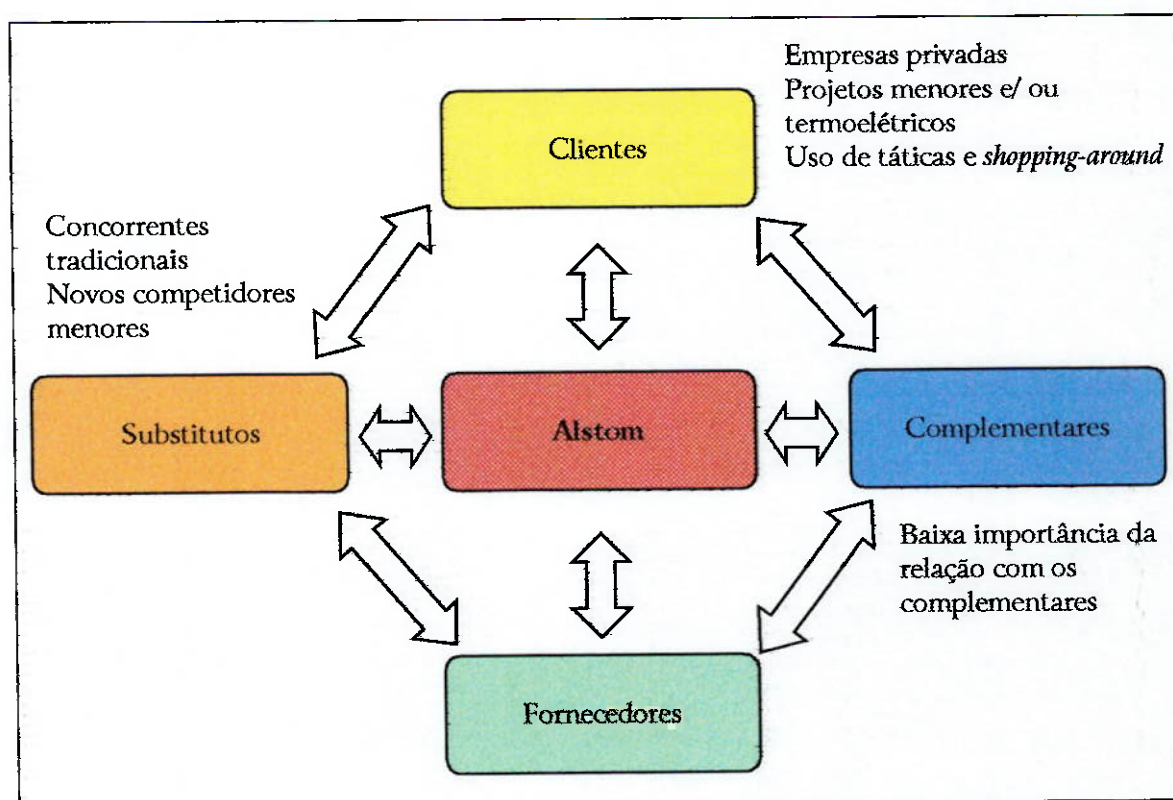 Empresas privadas
Projetos menores e/ ou
termoelétricos
Uso de táticas e shopping-around
Clientes
Concorrentes
tradicionais
Novos competidores
menores
Substitutos
Alstom
Complementares
Baixa importância da
relação com os
complementares
Fornecedores